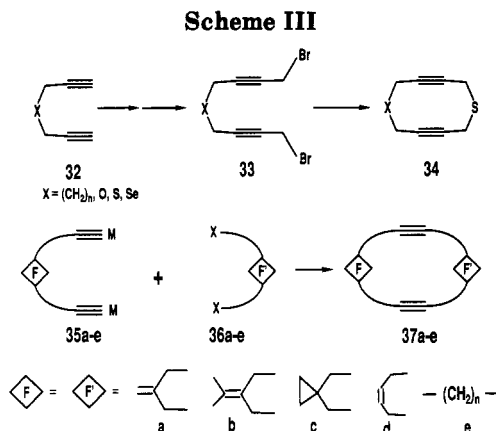 Scheme III
Br
X
X
X
S
Br
32
33
34
X = (CH2)n, O, S, Se
M
X
F
+
F'
F
F'
M
X
35a-e
36a-e
37a-e
F = F' =
— (CH2)n —
a
b
c
d
e